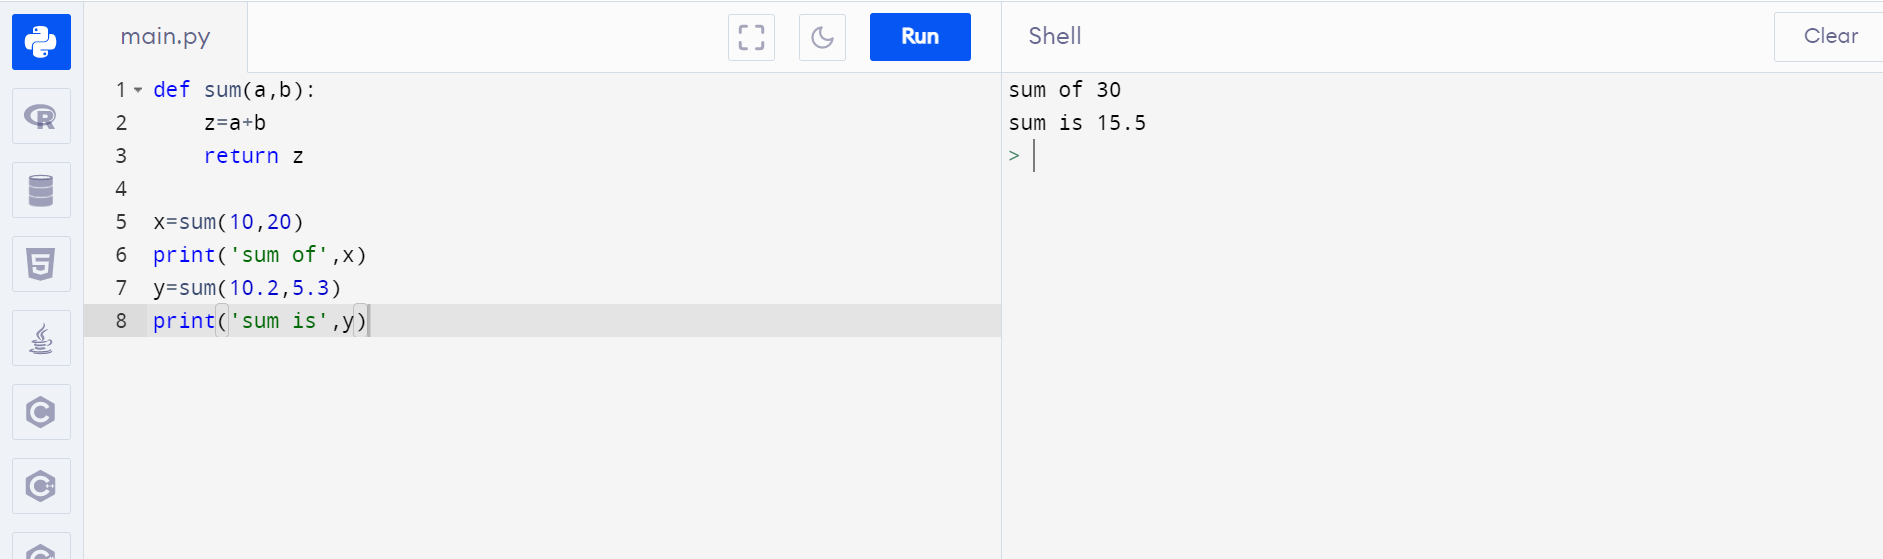 main.py
Run
Shell
Clear
1 def sum(a,b):
2     z=a+b
3     return z
4
5 x=sum(10,20)
6 print('sum of',x)
7 y=sum(10.2,5.3)
8 print('sum is',y)
sum of 30
sum is 15.5
>